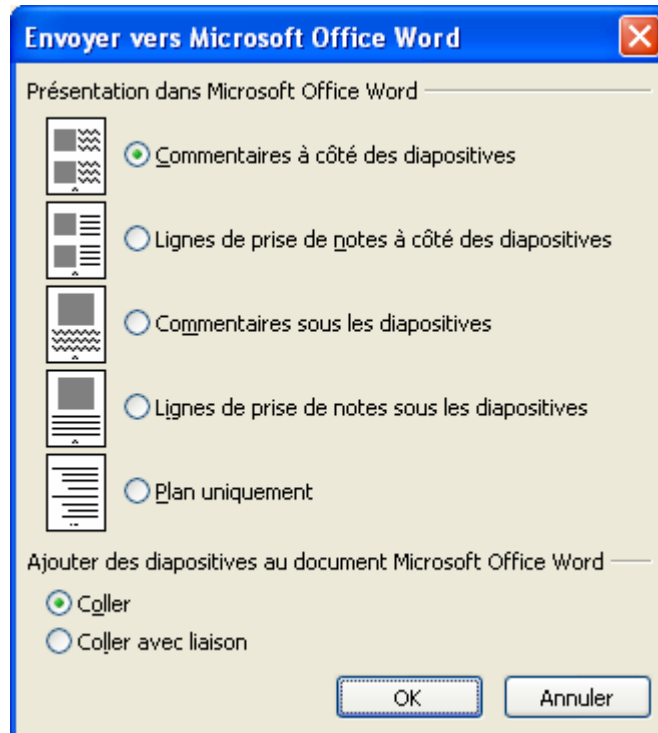 Envoyer vers Microsoft Office Word
Présentation dans Microsoft Office Word
Commentaires à côté des diapositives
Lignes de prise de notes à côté des diapositives
Commentaires sous les diapositives
Lignes de prise de notes sous les diapositives
Plan uniquement
Ajouter des diapositives au document Microsoft Office Word
Coller
Coller avec liaison
OK
Annuler